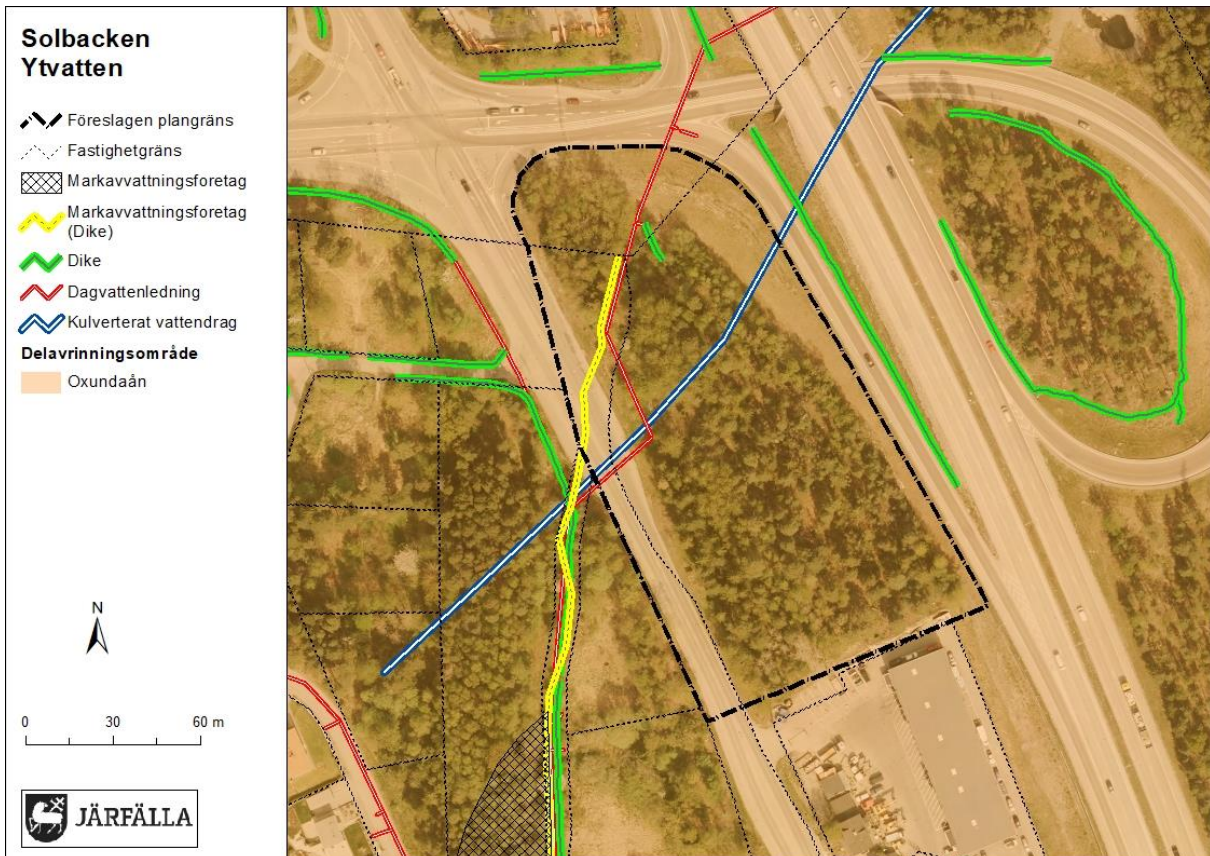 Solbacken
Ytvatten
Föreslagen plangräns
Fastighetgräns
Markavvattningsforetag
Markavvattningsforetag
(Dike)
Dike
Dagvattenledning
Kulverterat vattendrag
Delavrinningsområde
Oxundaån
N
0 30 60 m
JÄRFÄLLA